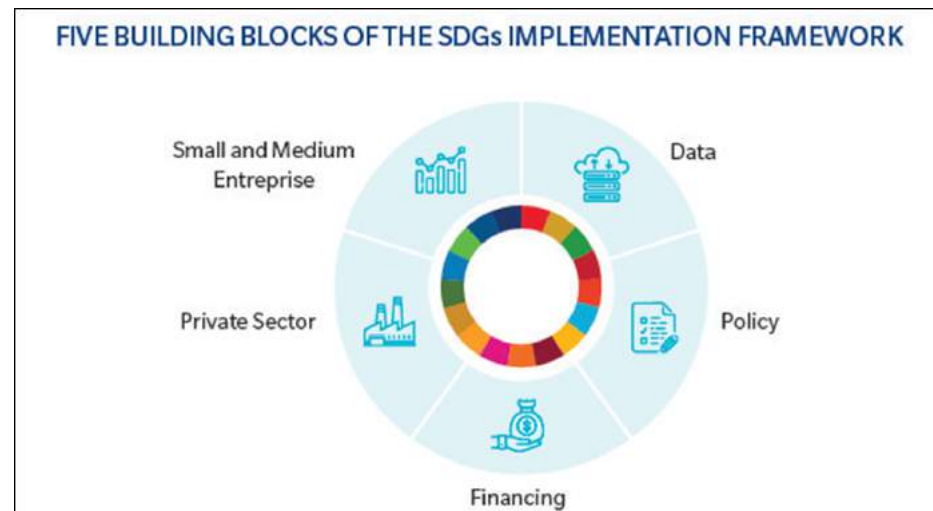 FIVE BUILDING BLOCKS OF THE SDGs IMPLEMENTATION FRAMEWORK
Small and Medium
Entreprise
Data
Private Sector
Policy
$
Financing